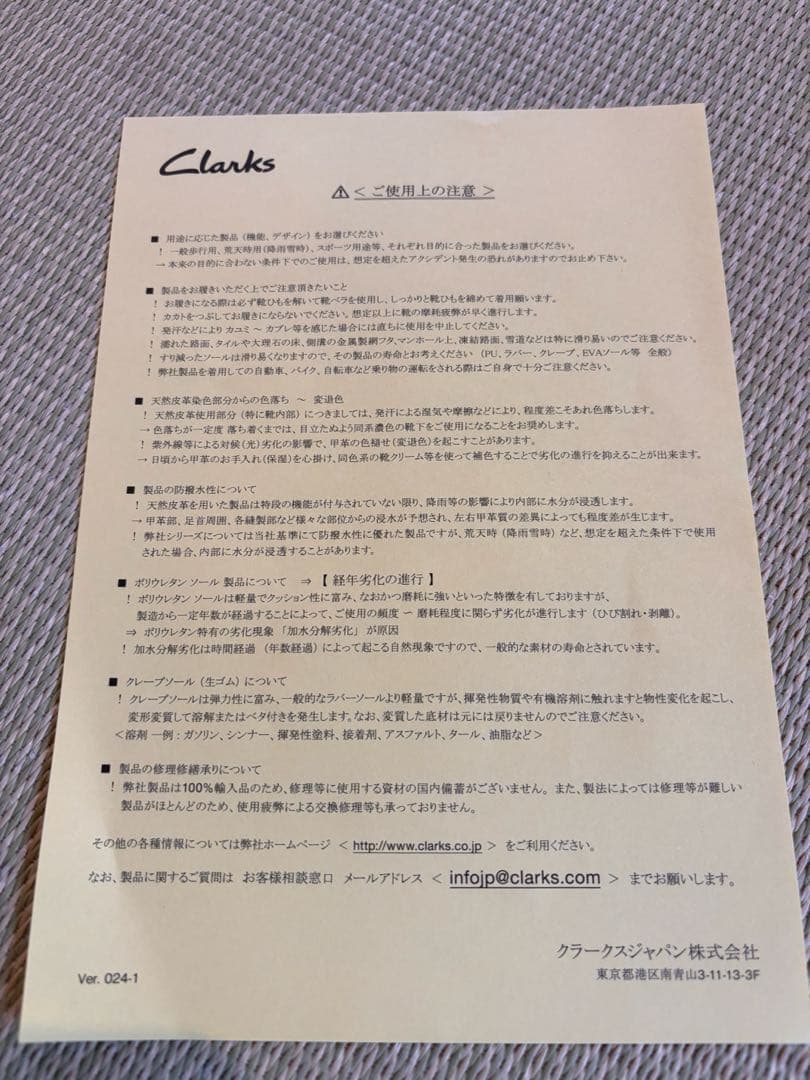 Clarks
⚠ < ご使用上の注意 >
■ 用途に応じた製品（機能、デザイン）をお選びください
! 一般歩行用、荒天時用（降雨雪時）、スポーツ用途等、それぞれ目的に合った製品をお選びください。
→ 本来の目的に合わない条件下でのご使用は、想定を超えたアクシデント発生の恐れがありますのでお止め下さい。
■ 製品をお履きいただく上でご注意頂きたいこと
! お履きになる際は必ず靴ひもを解いて靴ベラを使用し、しっかりと靴ひもを締めて着用願います。
! カカトをつぶしてお履きにならないでください。想定以上に靴の摩耗疲弊が早く進行します。
! 発汗などにより カユミ ～ カブレ等を感じた場合には直ちに使用を中止してください。
! 濡れた路面、タイルや大理石の床、側溝の金属製網フタ、マンホール上、凍結路面、雪道などは特に滑り易いのでご注意ください。
! すり減ったソールは滑り易くなりますので、その製品の寿命とお考えください （PU、ラバー、クレープ、EVAソール等 全般）
! 弊社製品を着用しての自動車、バイク、自転車など乗り物の運転をされる際はご自身で十分ご注意ください。
■ 天然皮革染色部分からの色落ち ～ 変退色
! 天然皮革使用部分（特に靴内部）につきましては、発汗による湿気や摩擦などにより、程度差こそあれ色落ちします。
→ 色落ちが一定度 落ち着くまでは、目立たぬよう同系濃色の靴下をご使用になることをお奨めします。
! 紫外線等による対候(光)劣化の影響で、甲革の色褪せ(変退色)を起こすことがあります。
→ 日頃から甲革のお手入れ(保湿)を心掛け、同色系の靴クリーム等を使って補色することで劣化の進行を抑えることが出来ます。
■ 製品の防撥水性について
! 天然皮革を用いた製品は特段の機能が付与されていない限り、降雨等の影響により内部に水分が浸透します。
→ 甲革部、足首周囲、各縫製部など様々な部位からの浸水が予想され、左右甲革質の差異によっても程度差が生じます。
! 弊社シリーズについては当社基準にて防撥水性に優れた製品ですが、荒天時（降雨雪時）など、想定を超えた条件下で使用
された場合、内部に水分が浸透することがあります。
■ ポリウレタン ソール 製品について ⇒ 【 経年劣化の進行 】
! ポリウレタン ソールは軽量でクッション性に富み、なおかつ磨耗に強いといった特徴を有しておりますが、
製造から一定年数が経過することによって、ご使用の頻度 ～ 磨耗程度に関らず劣化が進行します（ひび割れ・剥離）。
⇒ ポリウレタン特有の劣化現象 「加水分解劣化」 が原因
! 加水分解劣化は時間経過 （年数経過）によって起こる自然現象ですので、一般的な素材の寿命とされています。
■ クレープソール（生ゴム）について
! クレープソールは弾力性に富み、一般的なラバーソールより軽量ですが、揮発性物質や有機溶剤に触れますと物性変化を起こし、
変形変質して溶解またはベタ付きを発生します。なお、変質した底材は元には戻りませんのでご注意ください。
＜溶剤 一例：ガソリン、シンナー、揮発性塗料、接着剤、アスファルト、タール、油脂など＞
■ 製品の修理修繕承りについて
! 弊社製品は100%輸入品のため、修理等に使用する資材の国内備蓄がございません。また、製法によっては修理等が難しい
製品がほとんどのため、使用疲弊による交換修理等も承っておりません。
その他の各種情報については弊社ホームページ < http://www.clarks.co.jp > をご利用ください。
なお、製品に関するご質問は お客様相談窓口 メールアドレス < infojp@clarks.com > までお願いします。
クラークスジャパン株式会社
Ver. 024-1 東京都港区南青山3-11-13-3F